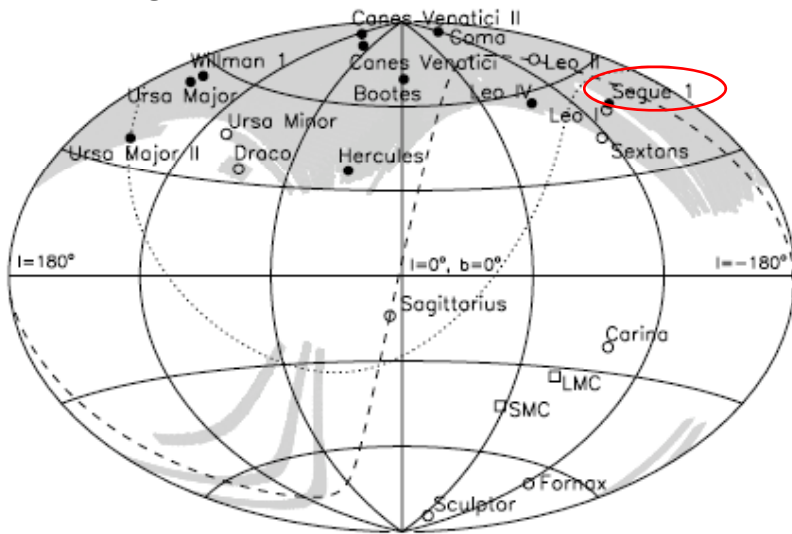 Canes Venatici II
Coma
Willman 1
Canes Venatici
Leo II
Ursa Major
Bootes
Leo IV
Segue 1
Leo I
Ursa Minor
Ursa Major II
Draco
Hercules
Sextans
l=180°
l=0°, b=0°
l=-180°
Sagittarius
Carina
LMC
SMC
Fornax
Sculptor